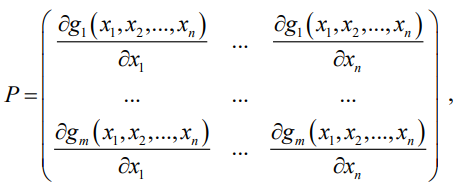 P = ( ∂g₁(x₁,x₂,...,xₙ)/∂x₁ ... ∂g₁(x₁,x₂,...,xₙ)/∂xₙ
... ... ...
∂gₘ(x₁,x₂,...,xₙ)/∂x₁ ... ∂gₘ(x₁,x₂,...,xₙ)/∂xₙ ) ,